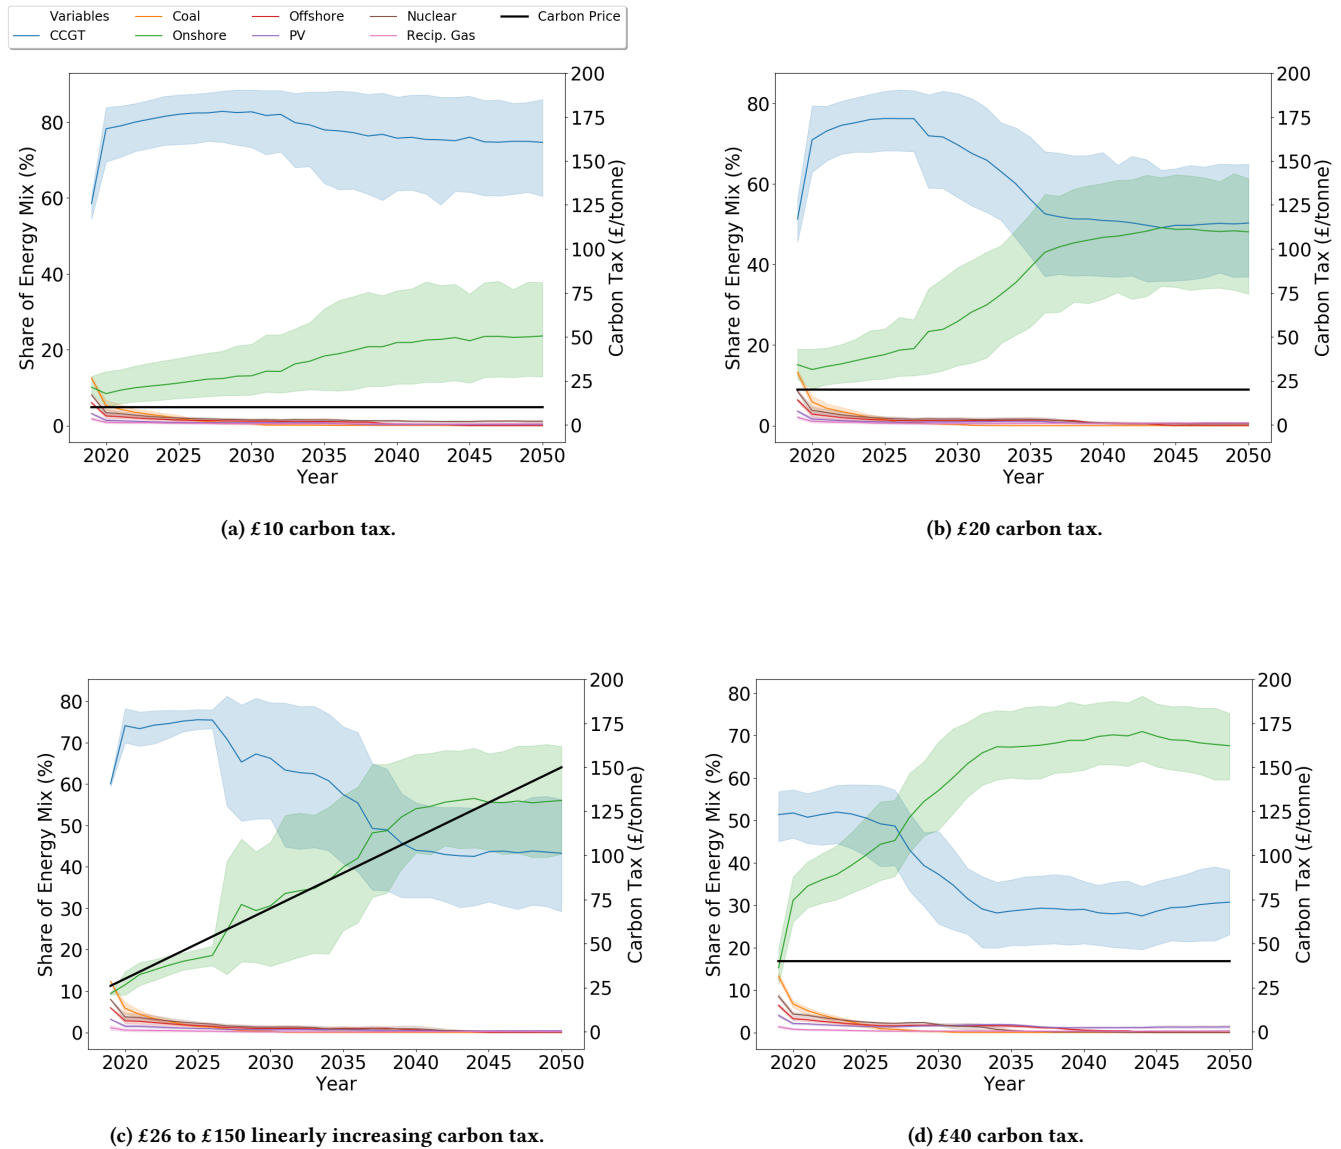 Variables Coal Offshore Nuclear Carbon Price
CCGT Onshore PV Recip. Gas
Share of Energy Mix (%)
80
60
40
20
0
200
175
150
125
100
75
50
25
0
Carbon Tax (£/tonne)
2020 2025 2030 2035 2040 2045 2050
Year
(a) £10 carbon tax.
Share of Energy Mix (%)
80
60
40
20
0
200
175
150
125
100
75
50
25
0
Carbon Tax (£/tonne)
2020 2025 2030 2035 2040 2045 2050
Year
(b) £20 carbon tax.
Share of Energy Mix (%)
80
70
60
50
40
30
20
10
0
200
175
150
125
100
75
50
25
0
Carbon Tax (£/tonne)
2020 2025 2030 2035 2040 2045 2050
Year
(c) £26 to £150 linearly increasing carbon tax.
Share of Energy Mix (%)
80
70
60
50
40
30
20
10
0
200
175
150
125
100
75
50
25
0
Carbon Tax (£/tonne)
2020 2025 2030 2035 2040 2045 2050
Year
(d) £40 carbon tax.